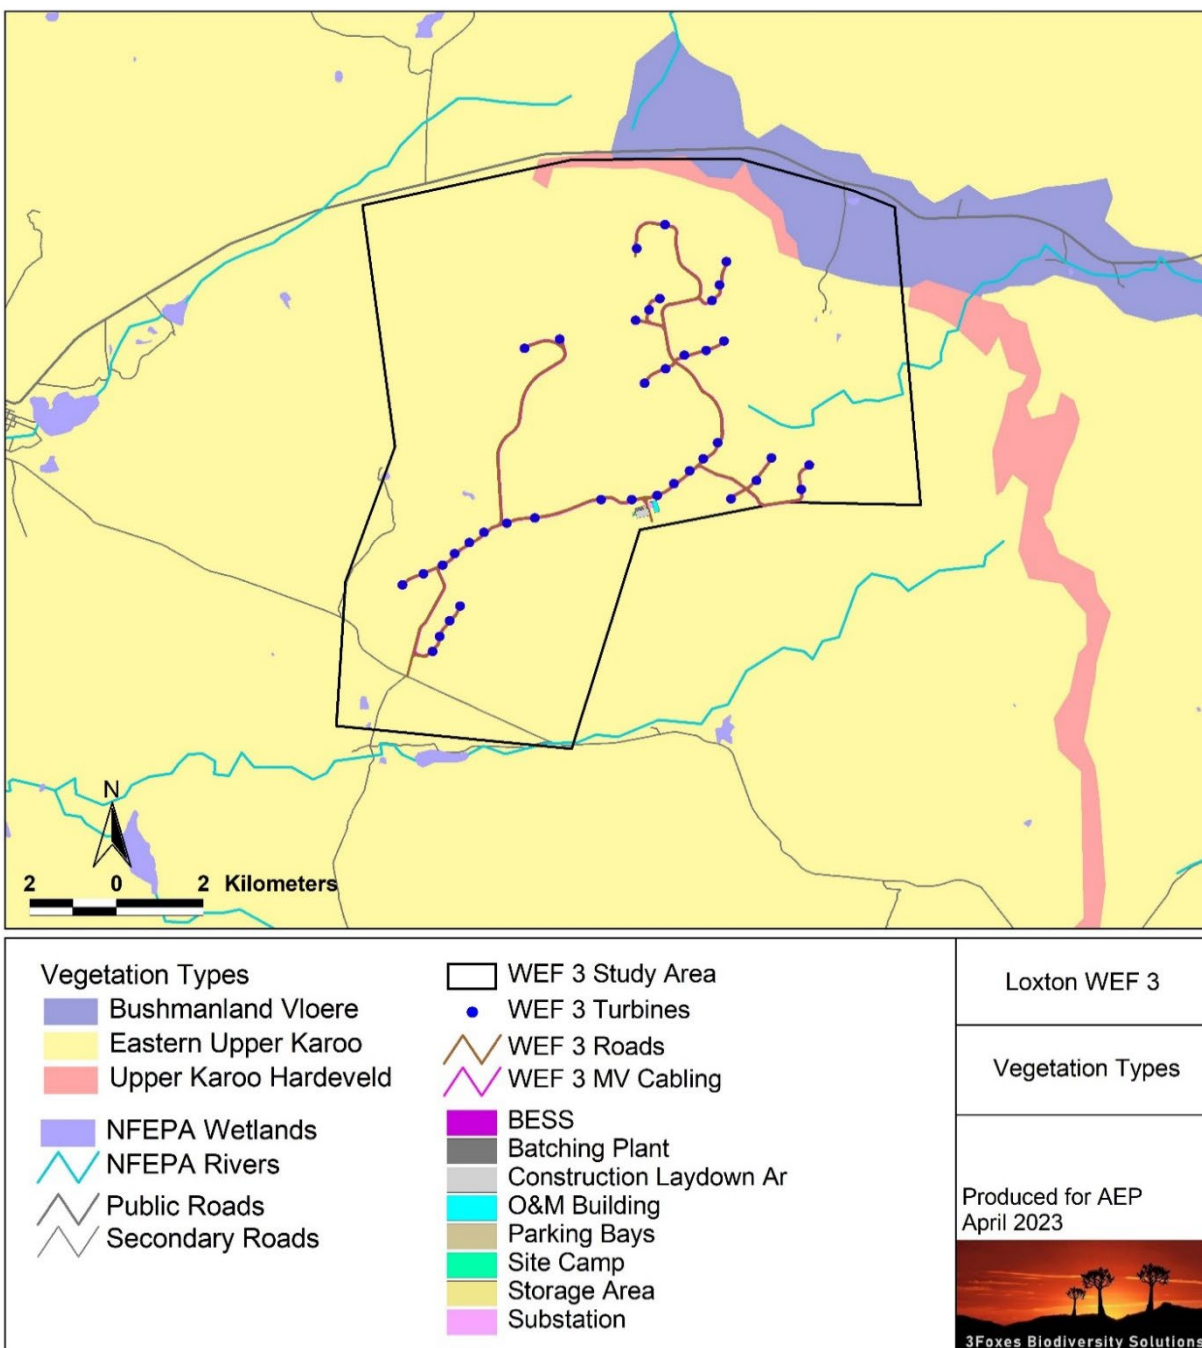 N
2 0 2 Kilometers
Vegetation Types
Bushmanland Vloere
Eastern Upper Karoo
Upper Karoo Hardeveld
NFEPA Wetlands
NFEPA Rivers
Public Roads
Secondary Roads
WEF 3 Study Area
WEF 3 Turbines
WEF 3 Roads
WEF 3 MV Cabling
BESS
Batching Plant
Construction Laydown Ar
O&M Building
Parking Bays
Site Camp
Storage Area
Substation
Loxton WEF 3
Vegetation Types
Produced for AEP
April 2023
3Foxes Biodiversity Solutions